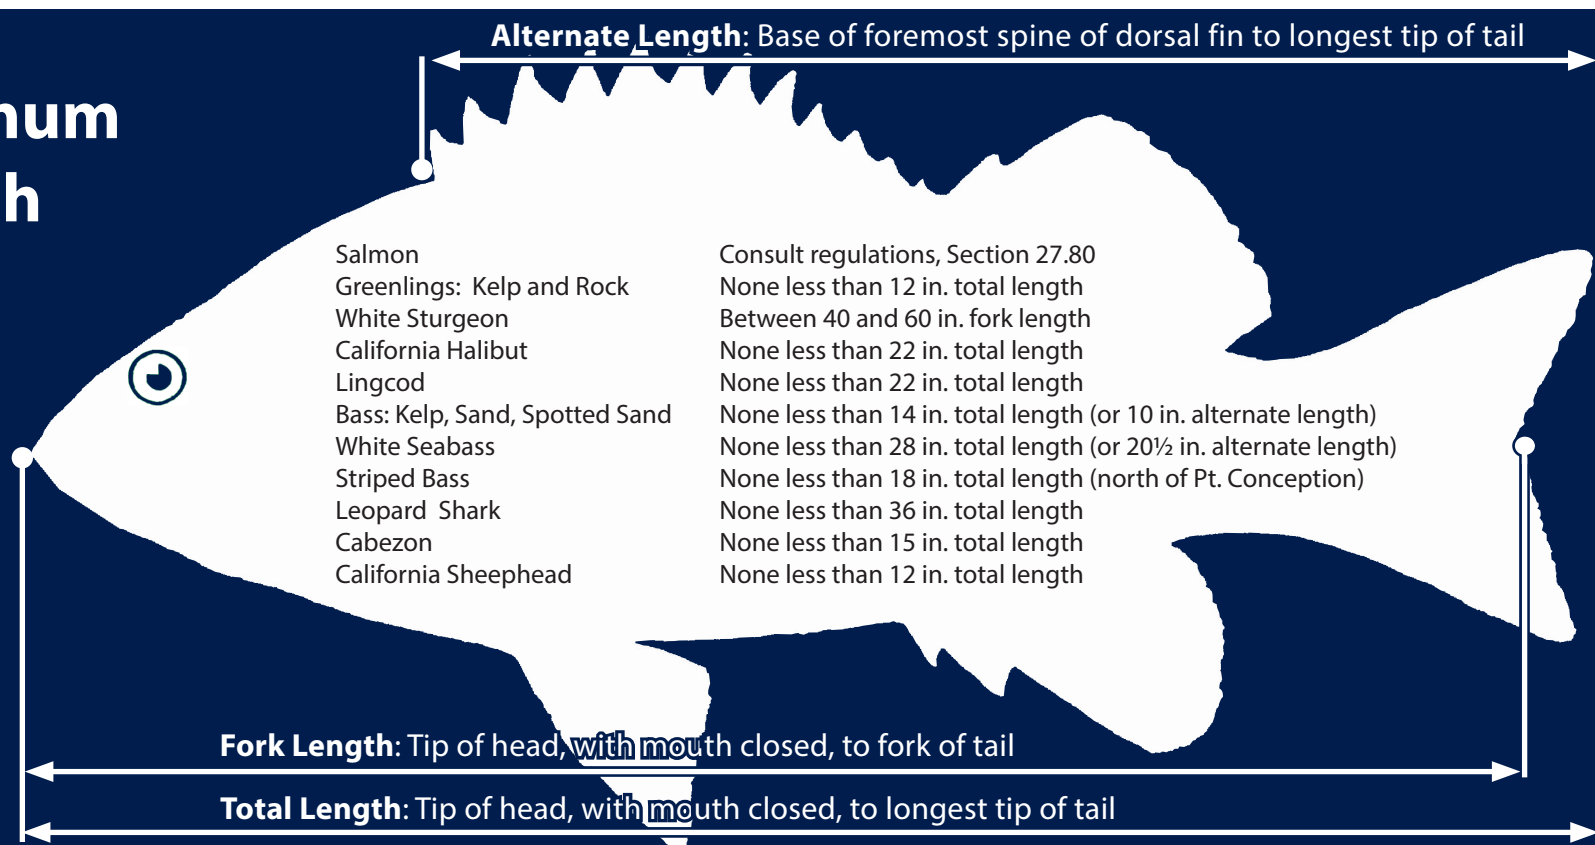 Alternate Length: Base of foremost spine of dorsal fin to longest tip of tail
num
h
Salmon Consult regulations, Section 27.80
Greenlings: Kelp and Rock None less than 12 in. total length
White Sturgeon Between 40 and 60 in. fork length
California Halibut None less than 22 in. total length
Lingcod None less than 22 in. total length
Bass: Kelp, Sand, Spotted Sand None less than 14 in. total length (or 10 in. alternate length)
White Seabass None less than 28 in. total length (or 20½ in. alternate length)
Striped Bass None less than 18 in. total length (north of Pt. Conception)
Leopard Shark None less than 36 in. total length
Cabezon None less than 15 in. total length
California Sheephead None less than 12 in. total length
Fork Length: Tip of head, with mouth closed, to fork of tail
Total Length: Tip of head, with mouth closed, to longest tip of tail